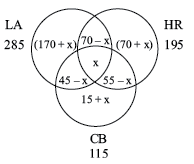 LA
HR
285
195
(170 + x)
70 – x
(70 + x)
x
45 – x
55 – x
15 + x
CB
115